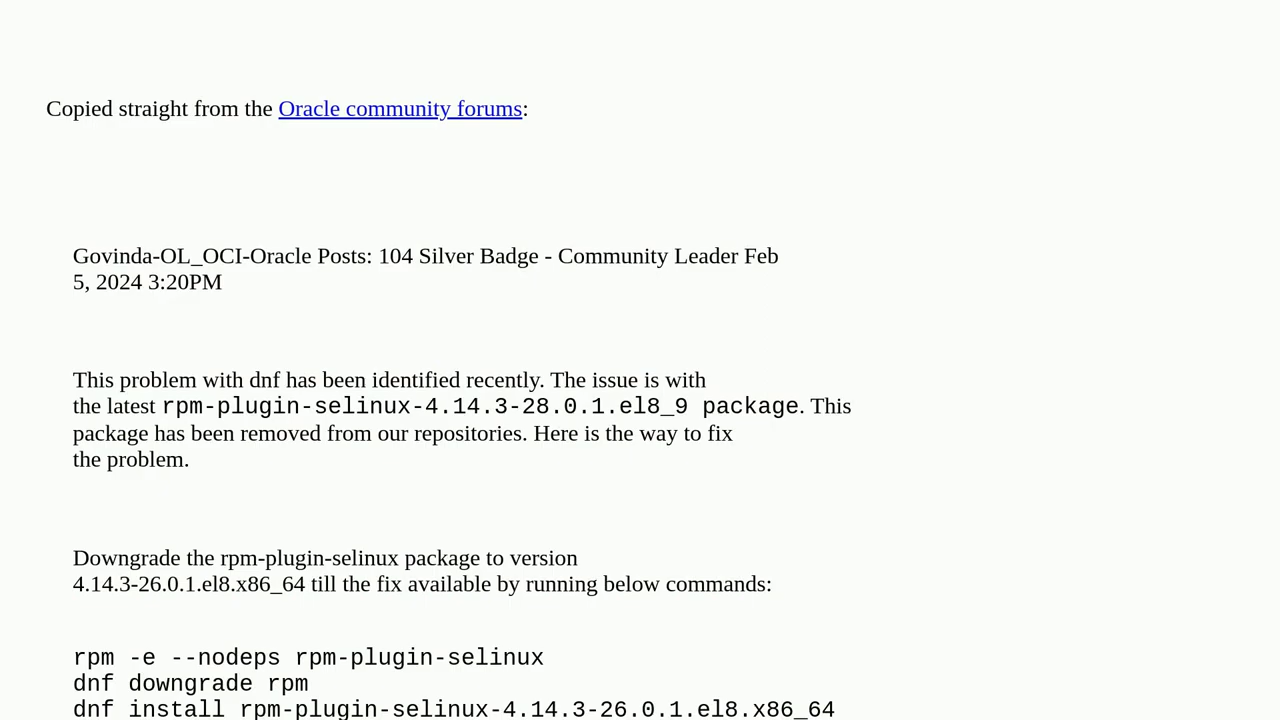 Copied straight from the Oracle community forums:
Govinda-OL_OCI-Oracle Posts: 104 Silver Badge - Community Leader Feb
5, 2024 3:20PM
This problem with dnf has been identified recently. The issue is with
the latest rpm-plugin-selinux-4.14.3-28.0.1.el8_9 package. This
package has been removed from our repositories. Here is the way to fix
the problem.
Downgrade the rpm-plugin-selinux package to version
4.14.3-26.0.1.el8.x86_64 till the fix available by running below commands:
rpm -e --nodeps rpm-plugin-selinux
dnf downgrade rpm
dnf install rpm-plugin-selinux-4.14.3-26.0.1.el8.x86_64